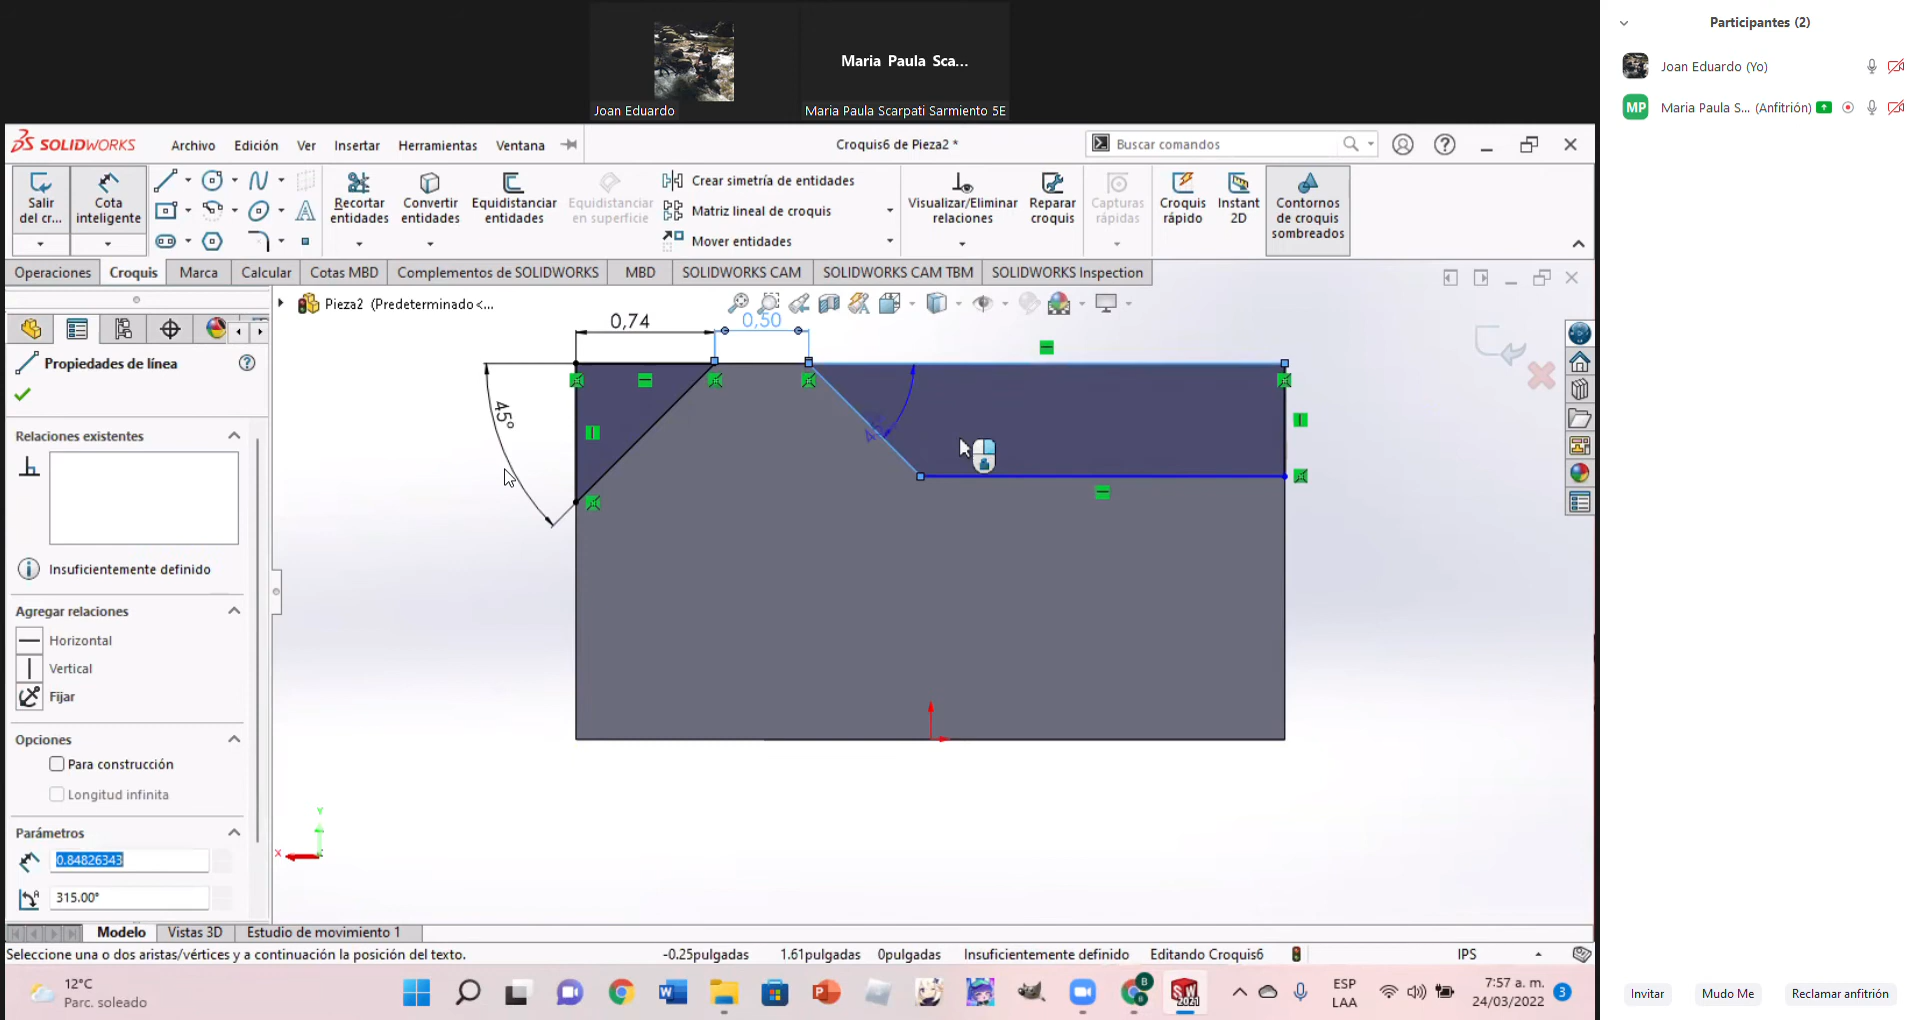 Maria Paula Sca...
Joan Eduardo
Maria Paula Scarpati Sarmiento 5E
Participantes (2)
Joan Eduardo (Yo)
MP
Maria Paula S... (Anfitrión)
SOLIDWORKS
Archivo
Edición
Ver
Insertar
Herramientas
Ventana
Croquis6 de Pieza2 *
Buscar comandos
Salir
del cr...
Cota
inteligente
Recortar
entidades
Convertir
entidades
Equidistanciar
entidades
Equidistanciar
en superficie
Crear simetría de entidades
Matriz lineal de croquis
Mover entidades
Visualizar/Eliminar
relaciones
Reparar
croquis
Capturas
rápidas
Croquis
rápido
Instant
2D
Contornos
de croquis
sombreados
Operaciones
Croquis
Marca
Calcular
Cotas MBD
Complementos de SOLIDWORKS
MBD
SOLIDWORKS CAM
SOLIDWORKS CAM TBM
SOLIDWORKS Inspection
Pieza2 (Predeterminado<...
Propiedades de línea
Relaciones existentes
Insuficientemente definido
Agregar relaciones
Horizontal
Vertical
Fijar
Opciones
Para construcción
Longitud infinita
Parámetros
0.84826343
315.00°
0,74
0,50
45°
Y
X
Modelo
Vistas 3D
Estudio de movimiento 1
Seleccione una o dos aristas/vértices y a continuación la posición del texto.
-0.25pulgadas
1.61pulgadas
0pulgadas
Insuficientemente definido
Editando Croquis6
IPS
12°C
Parc. soleado
B
SW
2021
ESP
LAA
7:57 a. m.
24/03/2022
3
Invitar
Mudo Me
Reclamar anfitrión